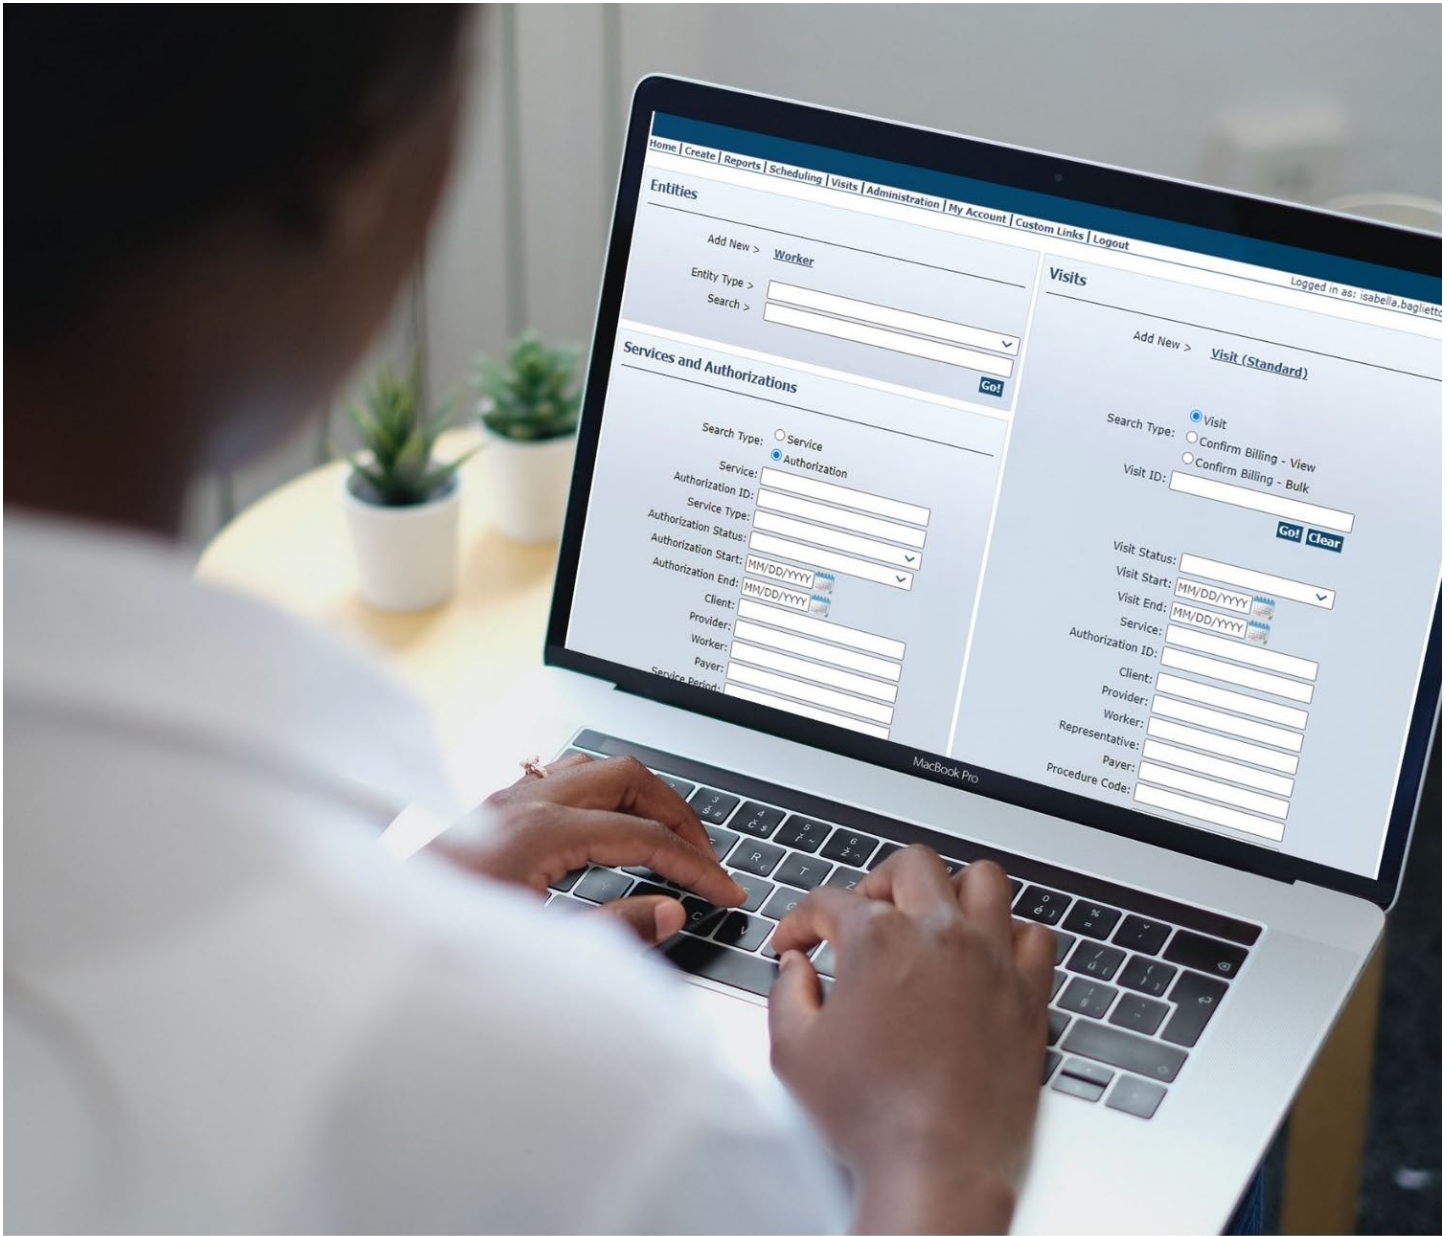 Home | Create | Reports | Scheduling | Visits | Administration | My Account | Custom Links | Logout
Logged in as: isabella.baglietto
Entities
Add New > Worker
Entity Type >
Search >
Go!
Services and Authorizations
Search Type: Service
Authorization
Service:
Authorization ID:
Service Type:
Authorization Status:
Authorization Start: MM/DD/YYYY
Authorization End: MM/DD/YYYY
Client:
Provider:
Worker:
Payer:
Service Period:
Visits
Add New > Visit (Standard)
Search Type: Visit
Confirm Billing - View
Confirm Billing - Bulk
Visit ID:
Go! Clear
Visit Status:
Visit Start: MM/DD/YYYY
Visit End: MM/DD/YYYY
Service:
Authorization ID:
Client:
Provider:
Worker:
Representative:
Payer:
Procedure Code:
MacBook Pro